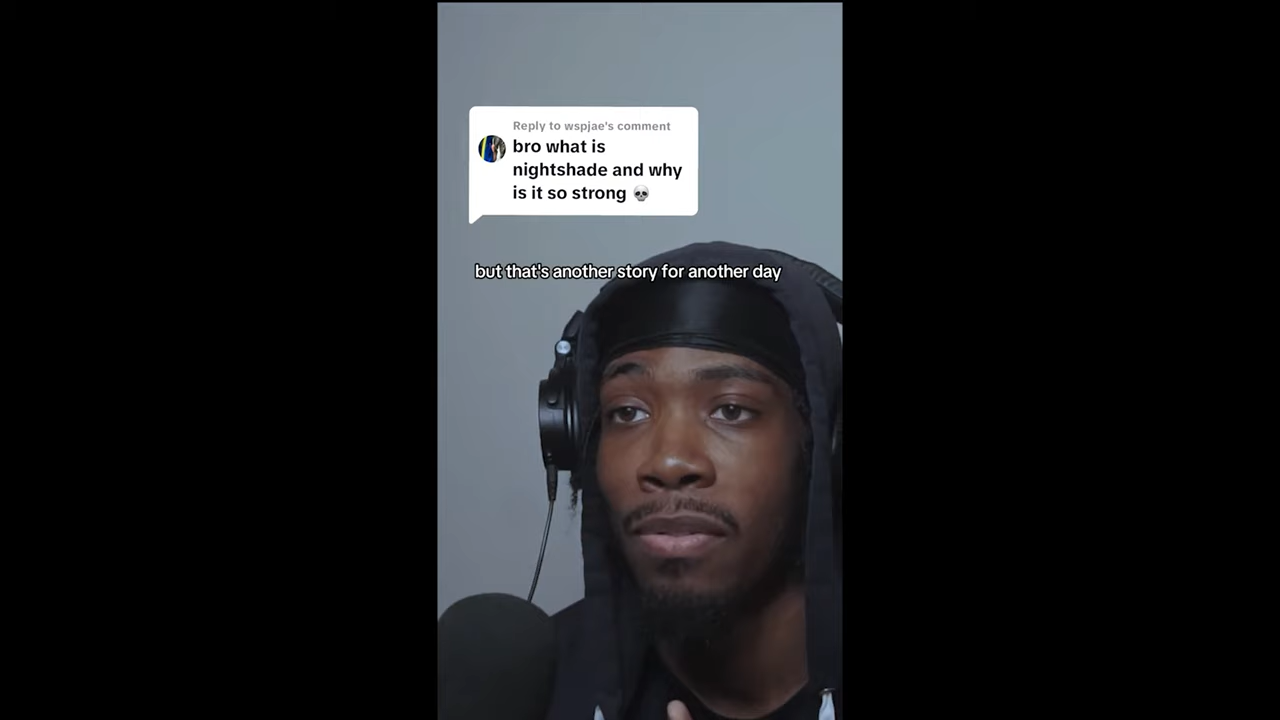 Reply to wspjae's comment
bro what is
nightshade and why
is it so strong 💀
but that's another story for another day